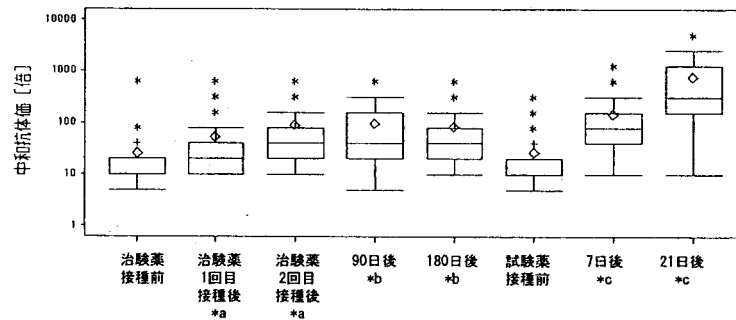 中和抗体価 [倍]
10000
1000
100
10
1
治験薬
接種前
治験薬
1回目
接種後
*a
治験薬
2回目
接種後
*a
90日後
*b
180日後
*b
試験薬
接種前
7日後
*c
21日後
*c